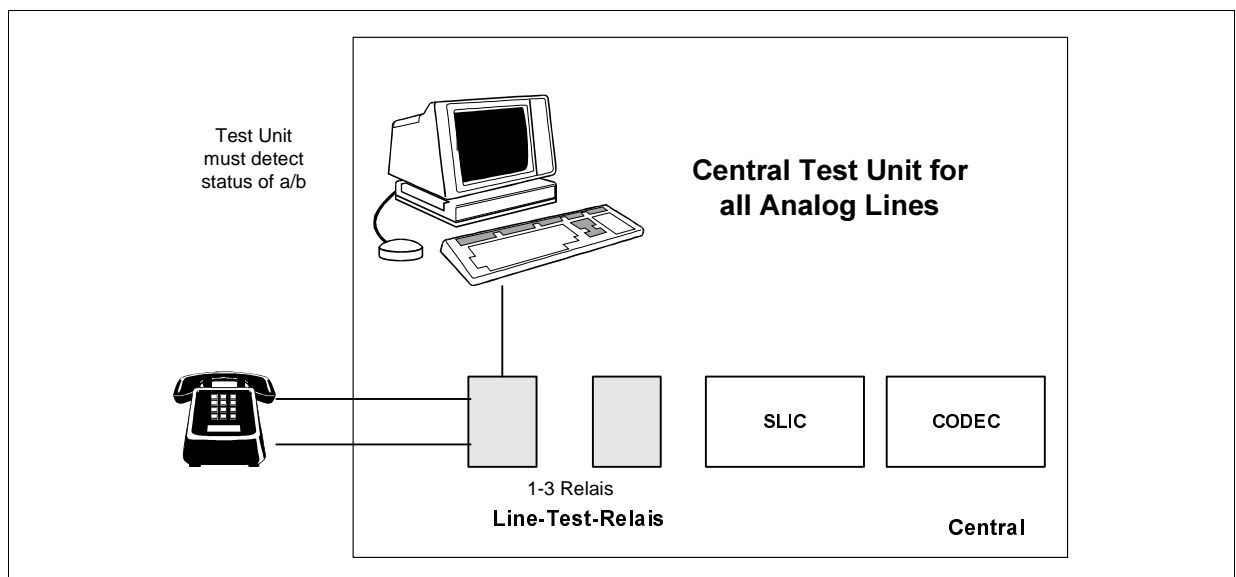 Test Unit
must detect
status of a/b
Central Test Unit for
all Analog Lines
SLIC
CODEC
1-3 Relais
Line-Test-Relais
Central